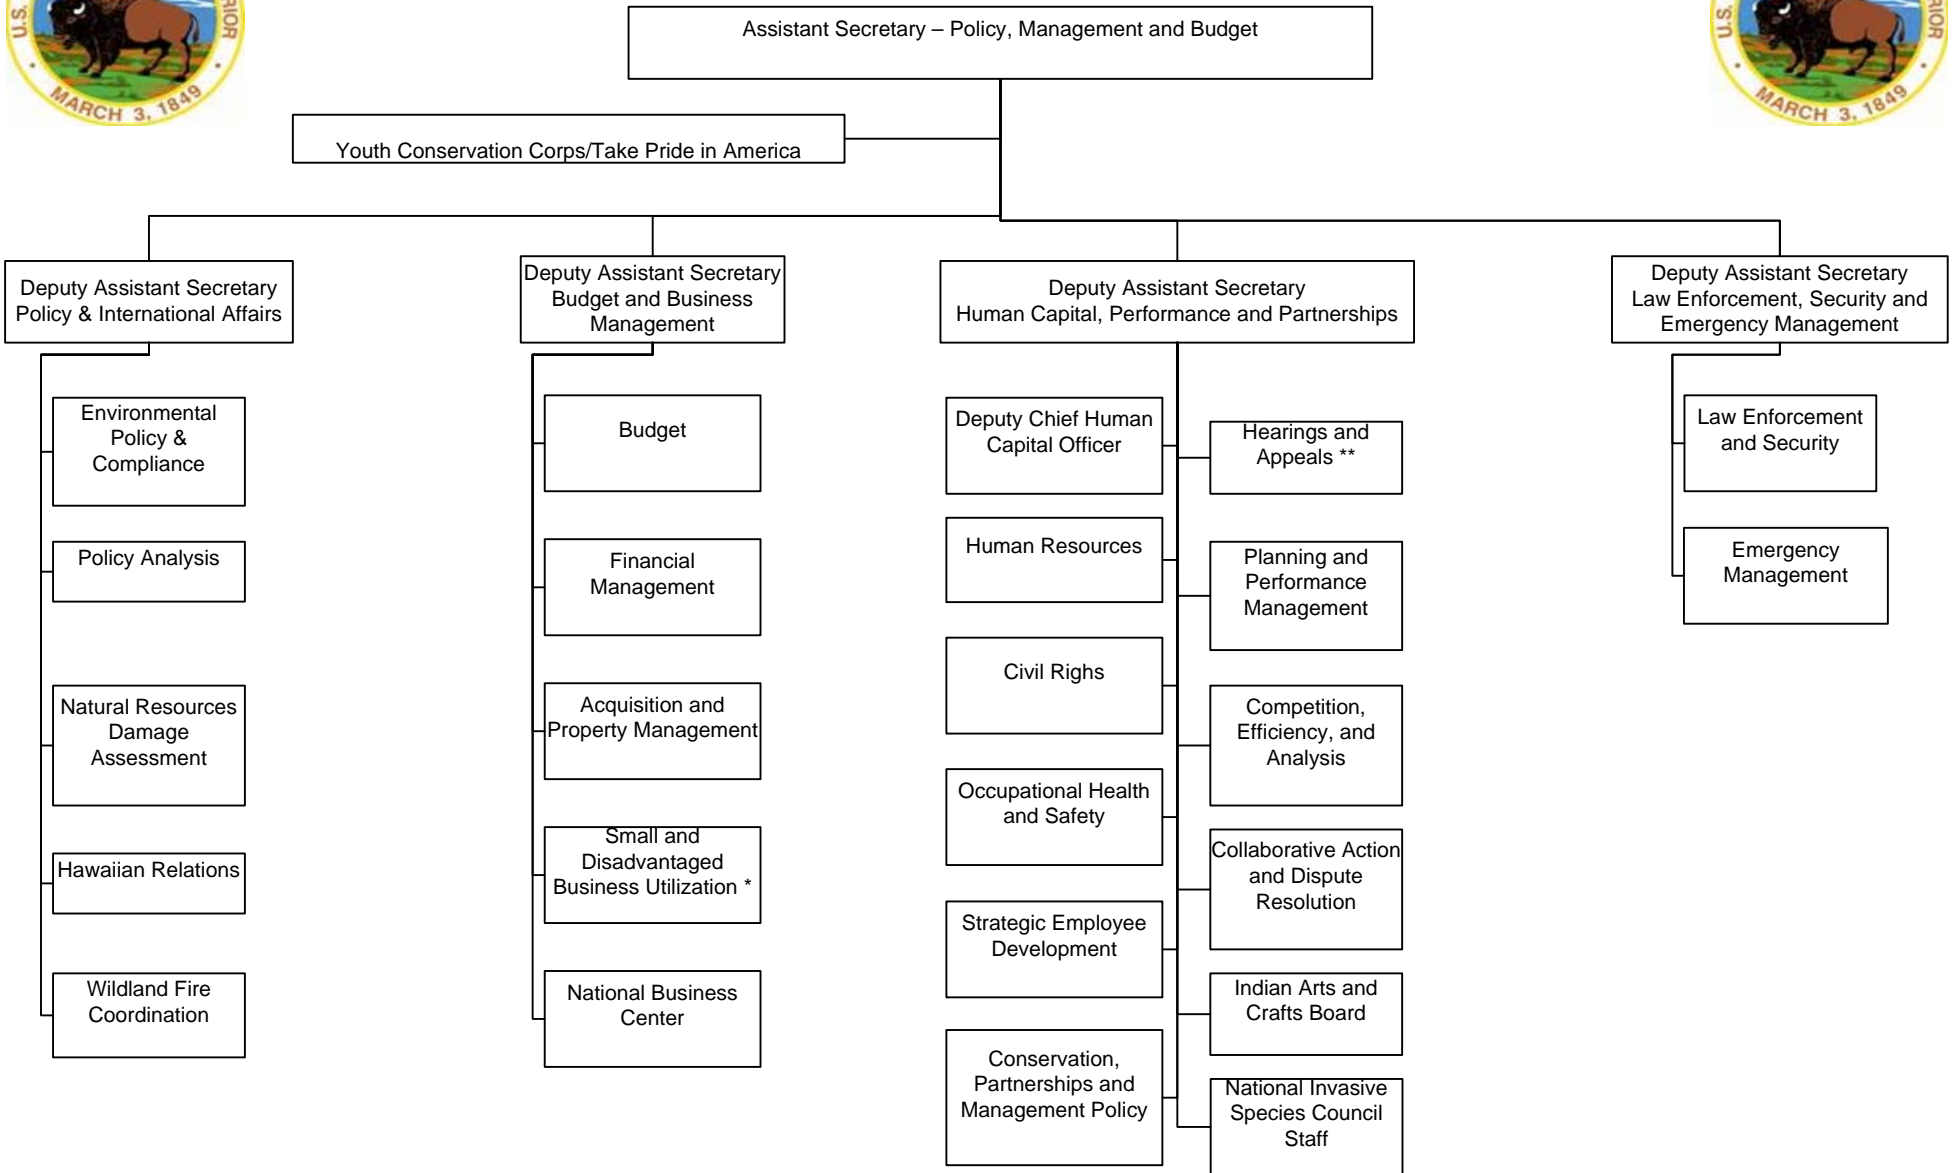 Assistant Secretary – Policy, Management and Budget
U.S.
RIOR
MARCH 3, 1849
U.S.
RIOR
MARCH 3, 1849
Youth Conservation Corps/Take Pride in America
Deputy Assistant Secretary
Policy & International Affairs
Environmental
Policy &
Compliance
Policy Analysis
Natural Resources
Damage
Assessment
Hawaiian Relations
Wildland Fire
Coordination
Deputy Assistant Secretary
Budget and Business
Management
Budget
Financial
Management
Acquisition and
Property Management
Small and
Disadvantaged
Business Utilization *
National Business
Center
Deputy Assistant Secretary
Human Capital, Performance and Partnerships
Deputy Chief Human
Capital Officer
Human Resources
Civil Righs
Occupational Health
and Safety
Strategic Employee
Development
Conservation,
Partnerships and
Management Policy
Hearings and
Appeals **
Planning and
Performance
Management
Competition,
Efficiency, and
Analysis
Collaborative Action
and Dispute
Resolution
Indian Arts and
Crafts Board
National Invasive
Species Council
Staff
Deputy Assistant Secretary
Law Enforcement, Security and
Emergency Management
Law Enforcement
and Security
Emergency
Management